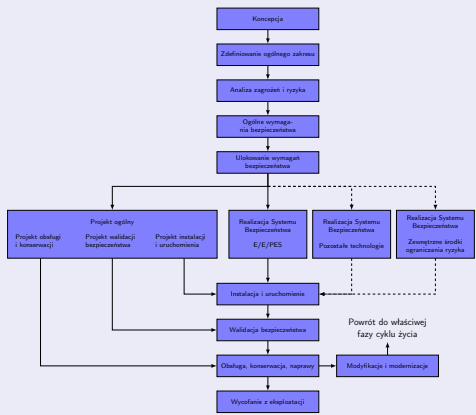 Koncepcja
Zdefiniowanie ogólnego zakresu
Analiza zagrożeń i ryzyka
Ogólne wymaga-
nia bezpieczeństwa
Ulokowanie wymagań
bezpieczeństwa
Projekt ogólny
Projekt obsługi
i konserwacji
Projekt walidacji
bezpieczeństwa
Projekt instalacji
i uruchomienia
Realizacja Systemu
Bezpieczeństwa
E/E/PES
Realizacja Systemu
Bezpieczeństwa
Pozostałe technologie
Realizacja Systemu
Bezpieczeństwa
Zewnętrzne środki
ograniczania ryzyka
Instalacja i uruchomienie
Walidacja bezpieczeństwa
Powrót do właściwej
fazy cyklu życia
Obsługa, konserwacja, naprawy
Modyfikacje i modernizacje
Wycofanie z eksploatacji